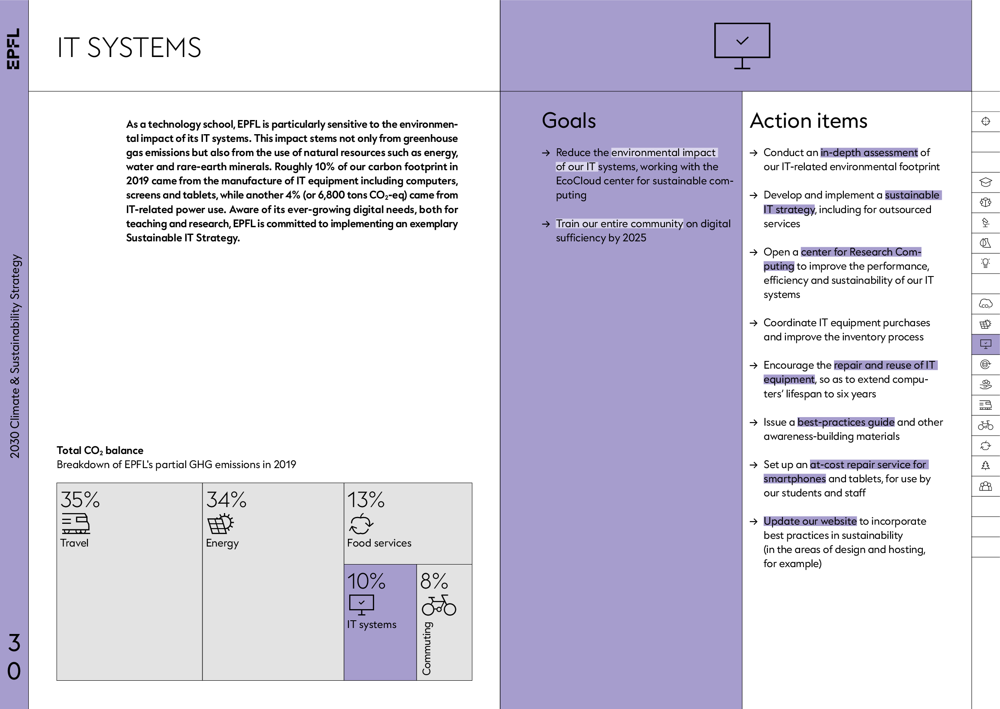 EPFL
2030 Climate & Sustainability Strategy
3
0
IT SYSTEMS
As a technology school, EPFL is particularly sensitive to the environmen-
tal impact of its IT systems. This impact stems not only from greenhouse
gas emissions but also from the use of natural resources such as energy,
water and rare-earth minerals. Roughly 10% of our carbon footprint in
2019 came from the manufacture of IT equipment including computers,
screens and tablets, while another 4% (or 6,800 tons CO₂-eq) came from
IT-related power use. Aware of its ever-growing digital needs, both for
teaching and research, EPFL is committed to implementing an exemplary
Sustainable IT Strategy.
Total CO₂ balance
Breakdown of EPFL's partial GHG emissions in 2019
35%
Travel
34%
Energy
13%
Food services
10%
IT systems
8%
Commuting
Goals
→ Reduce the environmental impact
of our IT systems, working with the
EcoCloud center for sustainable com-
puting
→ Train our entire community on digital
sufficiency by 2025
Action items
→ Conduct an in-depth assessment of
our IT-related environmental footprint
→ Develop and implement a sustainable
IT strategy, including for outsourced
services
→ Open a center for Research Com-
puting to improve the performance,
efficiency and sustainability of our IT
systems
→ Coordinate IT equipment purchases
and improve the inventory process
→ Encourage the repair and reuse of IT
equipment, so as to extend compu-
ters’ lifespan to six years
→ Issue a best-practices guide and other
awareness-building materials
→ Set up an at-cost repair service for
smartphones and tablets, for use by
our students and staff
→ Update our website to incorporate
best practices in sustainability
(in the areas of design and hosting,
for example)
CO₂